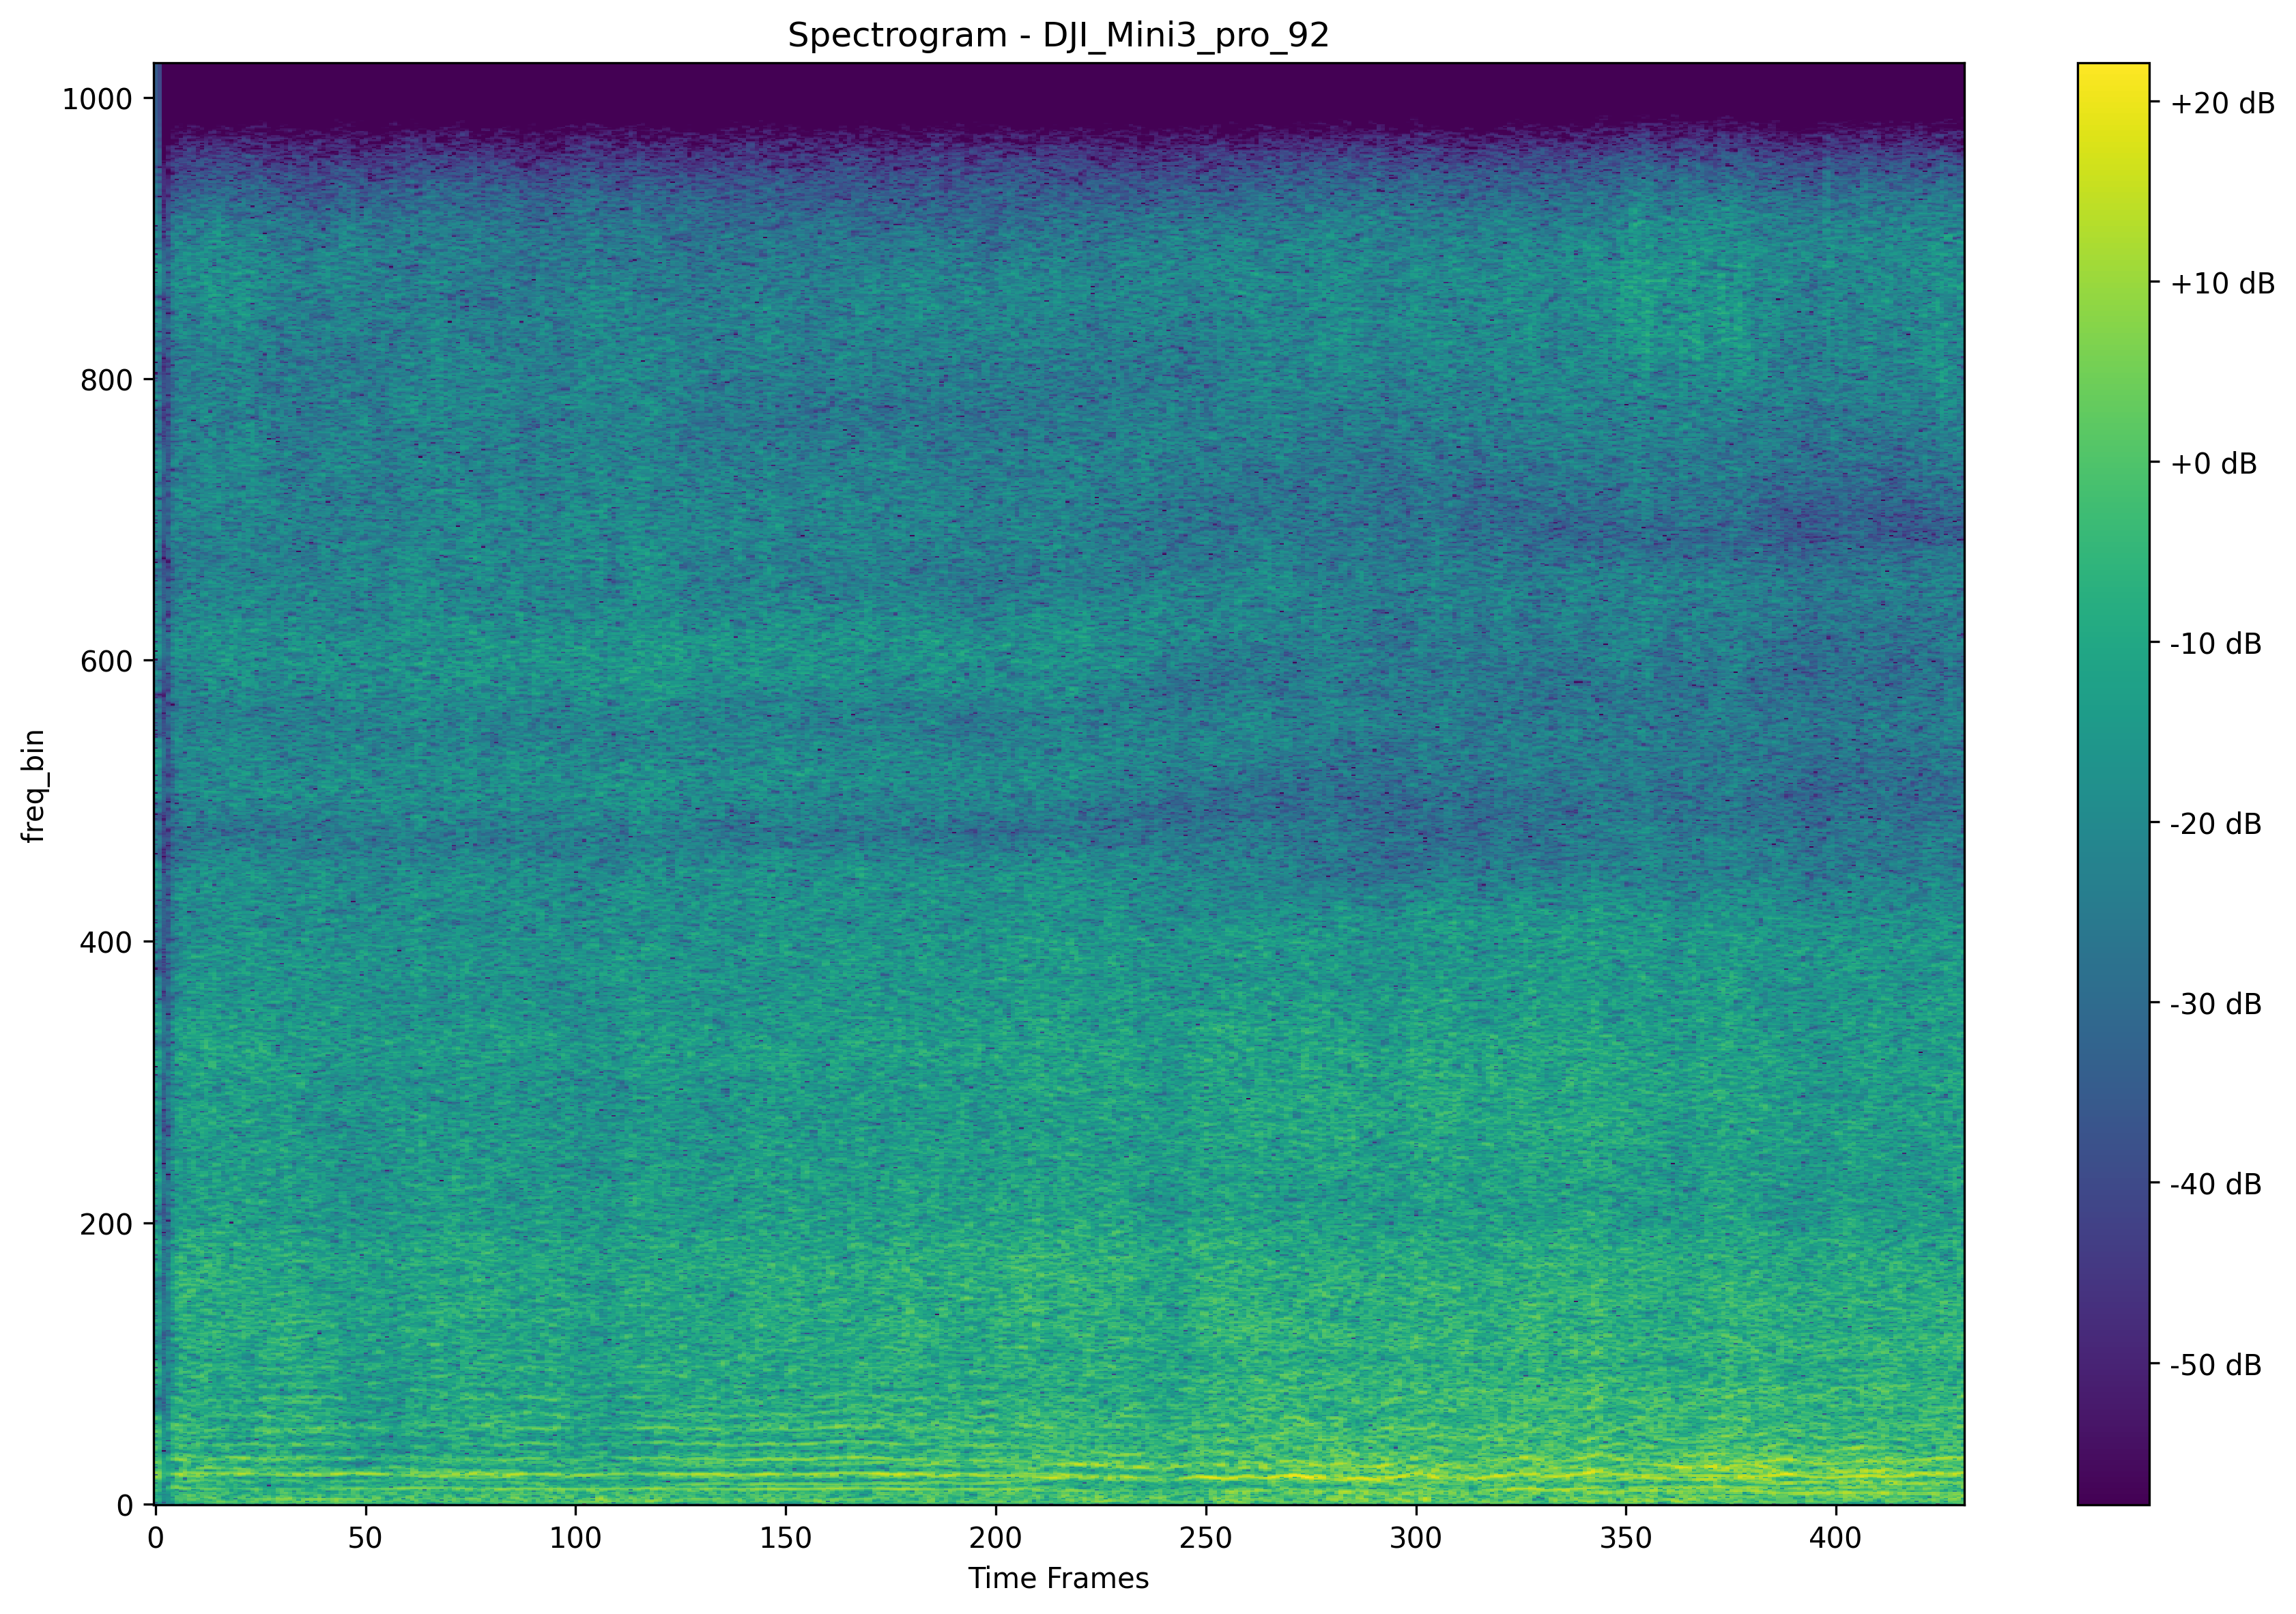 Spectrogram - DJI_Mini3_pro_92
1000
800
600
400
200
0
freq_bin
0 50 100 150 200 250 300 350 400
Time Frames
+20 dB
+10 dB
+0 dB
-10 dB
-20 dB
-30 dB
-40 dB
-50 dB